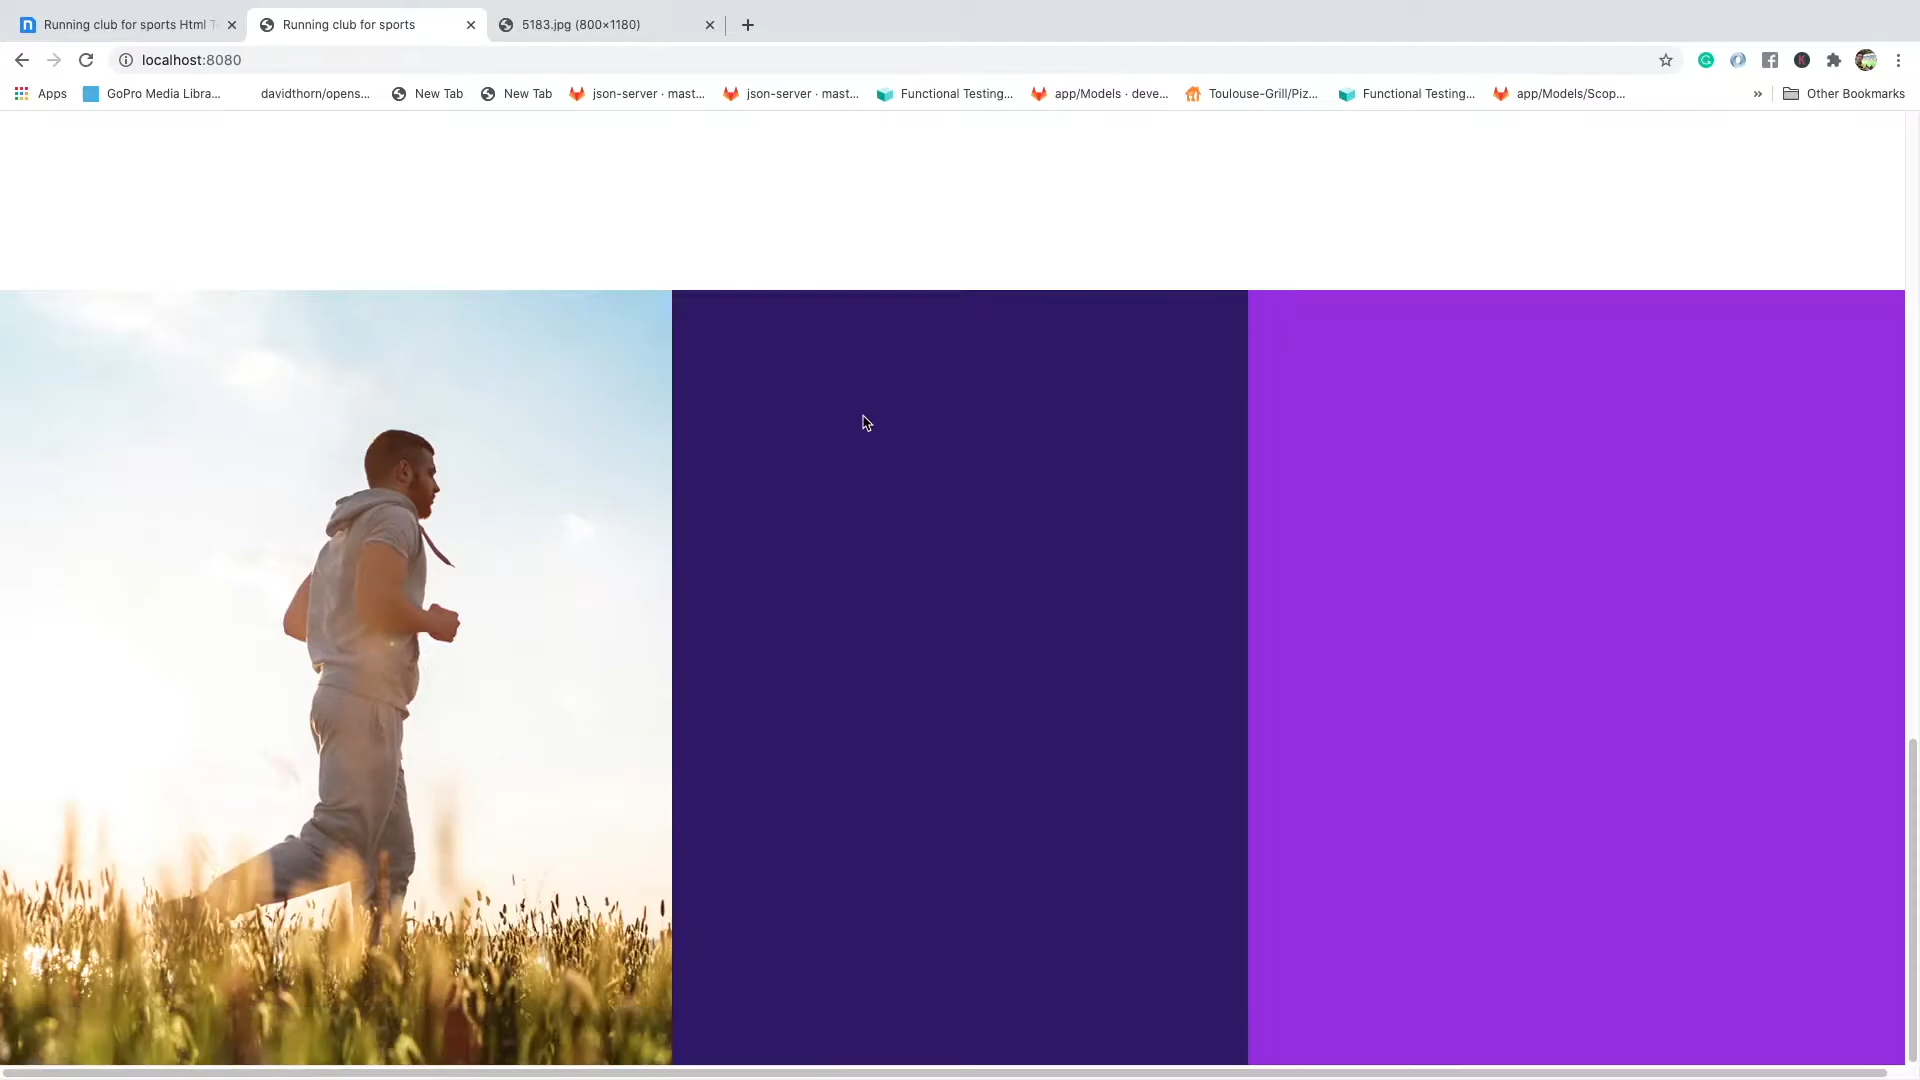 Running club for sports Html Te
Running club for sports
5183.jpg (800×1180)
localhost:8080
Apps
GoPro Media Libra...
davidthorn/opens...
New Tab
New Tab
json-server · mast...
json-server · mast...
Functional Testing...
app/Models · deve...
Toulouse-Grill/Piz...
Functional Testing...
app/Models/Scop...
»
Other Bookmarks